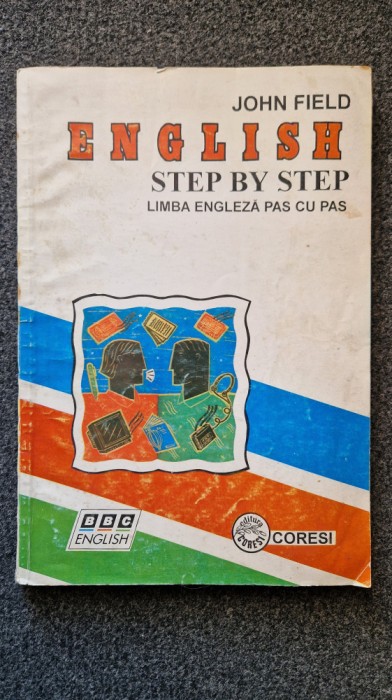 JOHN FIELD
ENGLISH
STEP BY STEP
LIMBA ENGLEZĂ PAS CU PAS
BBC
ENGLISH
editura
CORESI
CORESI